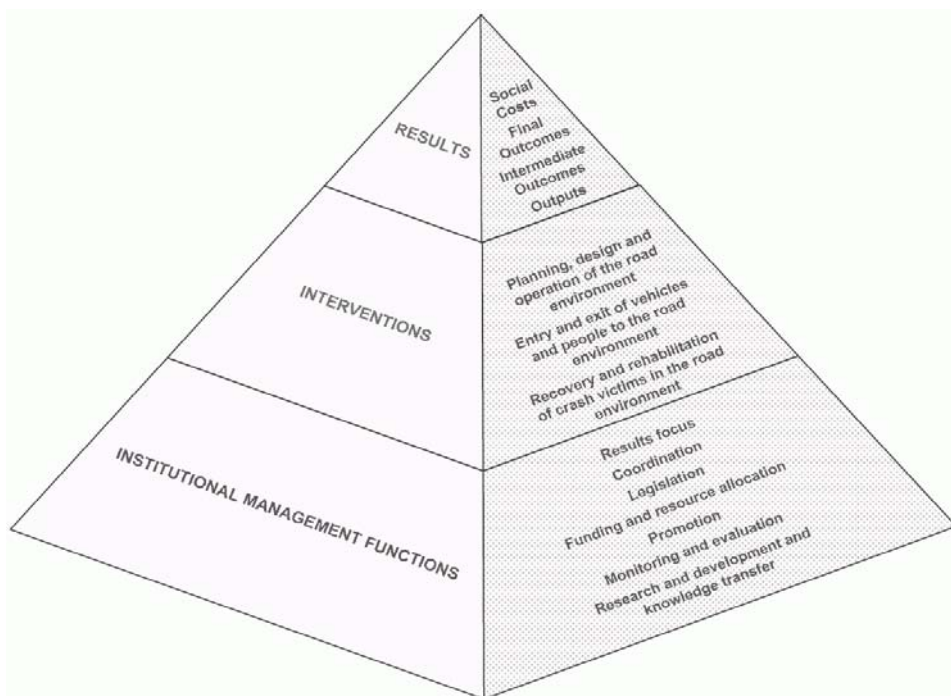 RESULTS
Social
Costs
Final
Outcomes
Intermediate
Outcomes
Outputs
INTERVENTIONS
Planning, design and
operation of the road
environment
Entry and exit of vehicles
and people to the road
environment
Recovery and rehabilitation
of crash victims in the road
environment
INSTITUTIONAL MANAGEMENT FUNCTIONS
Results focus
Coordination
Legislation
Funding and resource allocation
Promotion
Monitoring and evaluation
Research and development and
knowledge transfer